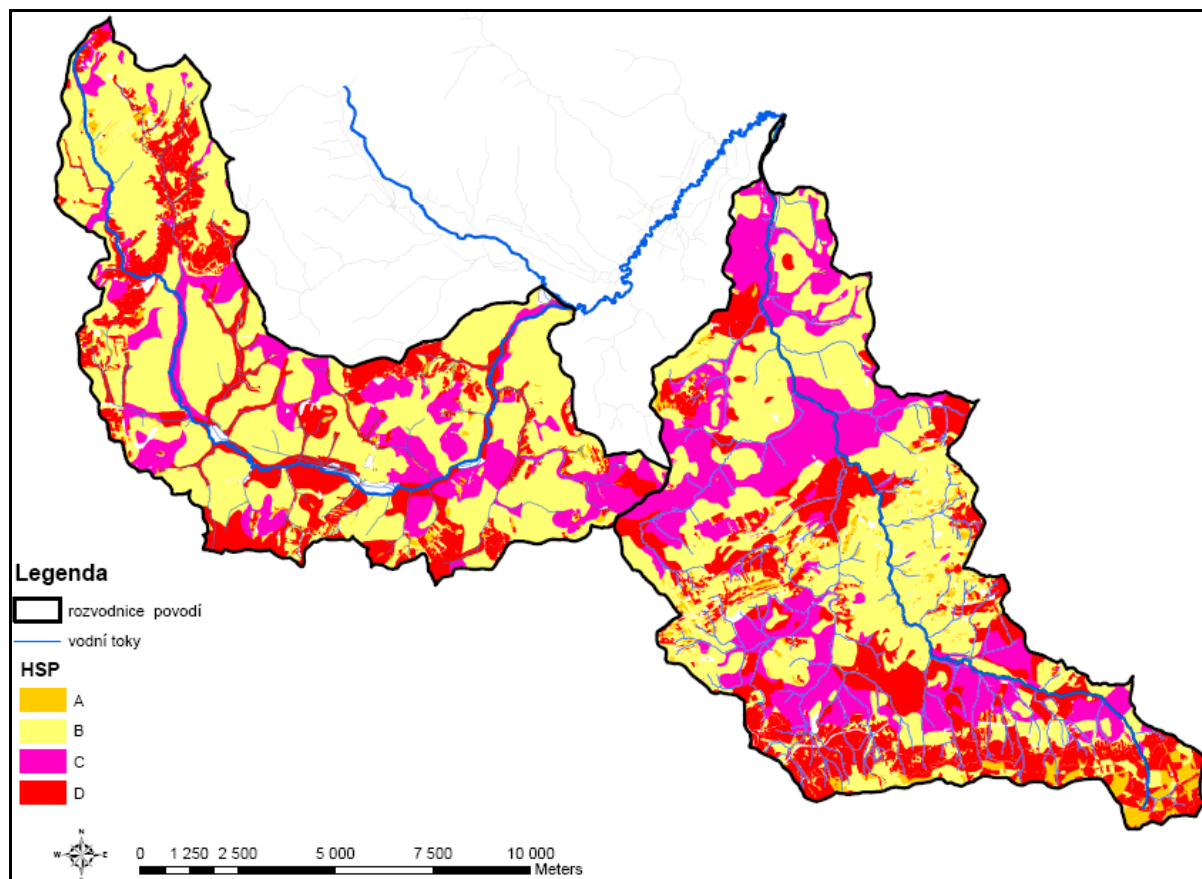 Legenda
rozvodnice povodí
vodní toky
HSP
A
B
C
D
N
W E
S
0 1 250 2 500 5 000 7 500 10 000
Meters